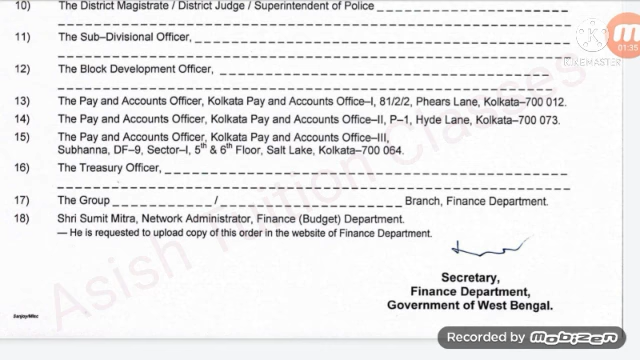 10) The District Magistrate / District Judge / Superintendent of Police
11) The Sub–Divisional Officer,
12) The Block Development Officer,
13) The Pay and Accounts Officer, Kolkata Pay and Accounts Office–I, 81/2/2, Phears Lane, Kolkata–700 012.
14) The Pay and Accounts Officer, Kolkata Pay and Accounts Office–II, P–1, Hyde Lane, Kolkata–700 073.
15) The Pay and Accounts Officer, Kolkata Pay and Accounts Office–III,
Subhanna, DF–9, Sector–I, 5th & 6th Floor, Salt Lake, Kolkata–700 064.
16) The Treasury Officer,
17) The Group / Branch, Finance Department.
18) Shri Sumit Mitra, Network Administrator, Finance (Budget) Department.
— He is requested to upload copy of this order in the website of Finance Department.
Secretary,
Finance Department,
Government of West Bengal.
Sanjoy/Misc
Asish Tuition Classes
KINEMASTER
01:35
Recorded by MOBIZEN